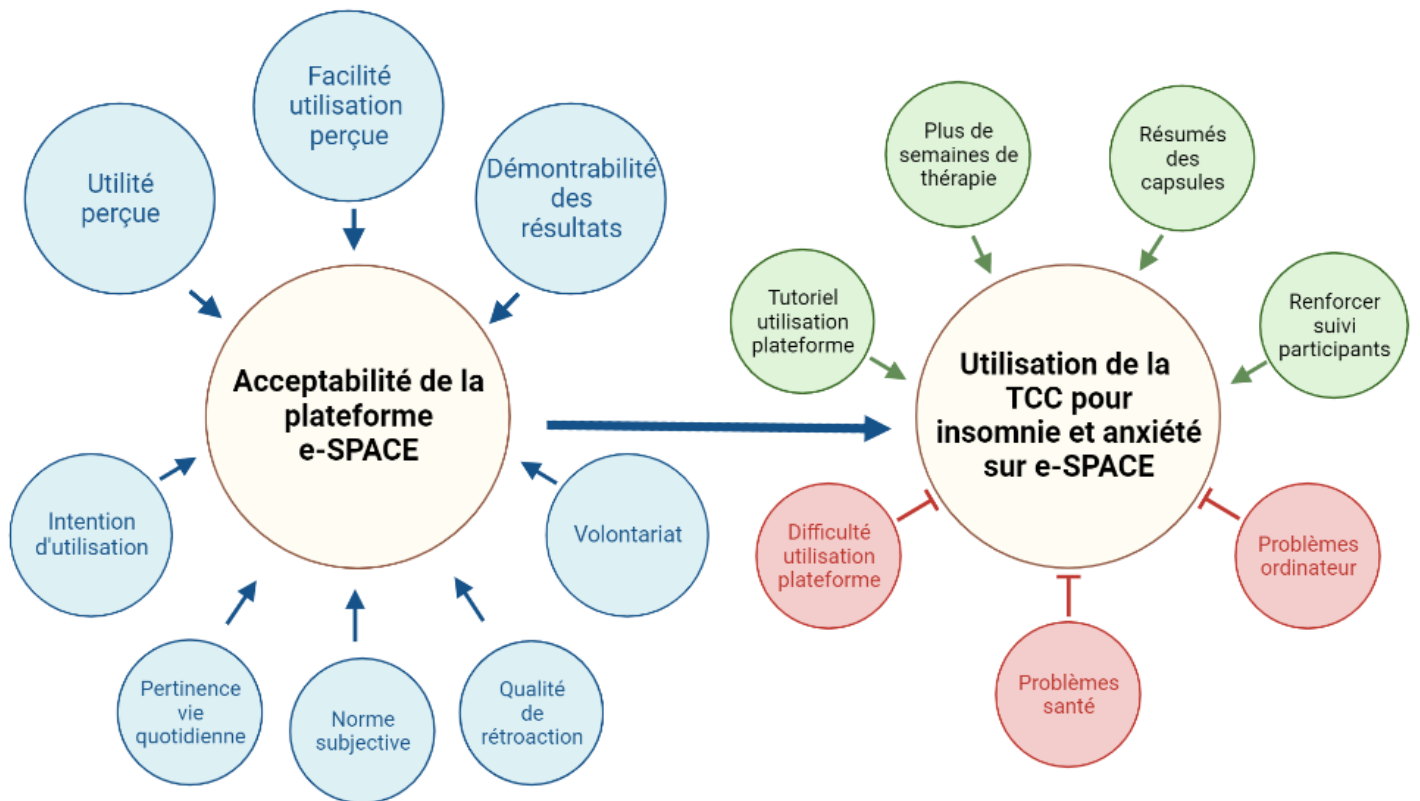 Facilité
utilisation
perçue
Utilité
perçue
Démontrabilité
des
résultats
Acceptabilité de la
plateforme
e-SPACE
Intention
d'utilisation
Volontariat
Pertinence
vie
quotidienne
Norme
subjective
Qualité
de
rétroaction
Plus de
semaines de
thérapie
Résumés
des
capsules
Tutoriel
utilisation
plateforme
Renforcer
suivi
participants
Utilisation de la
TCC pour
insomnie et anxiété
sur e-SPACE
Difficulté
utilisation
plateforme
Problèmes
ordinateur
Problèmes
santé